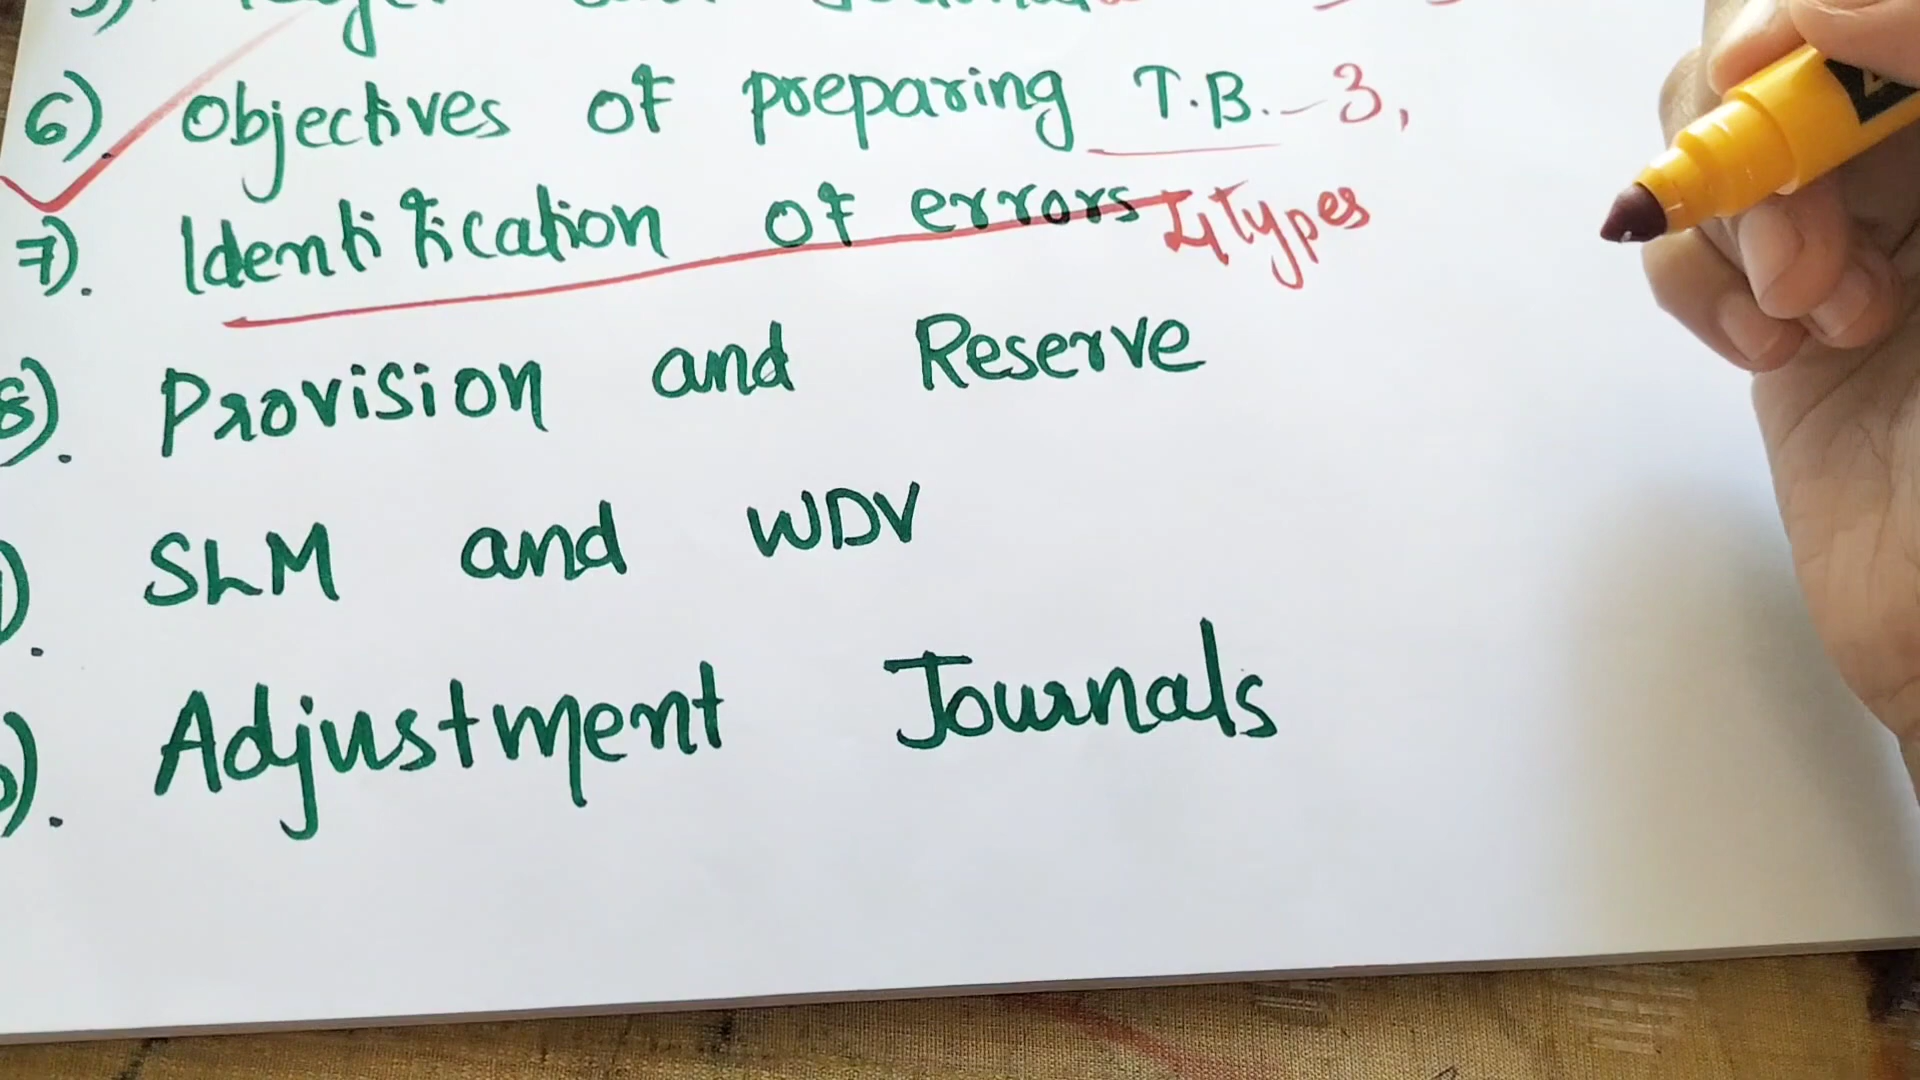 6). Objectives of preparing T.B. - 3,
7). Identification of errors 4 types
8). Provision and Reserve
SLM and WDV
Adjustment Journals